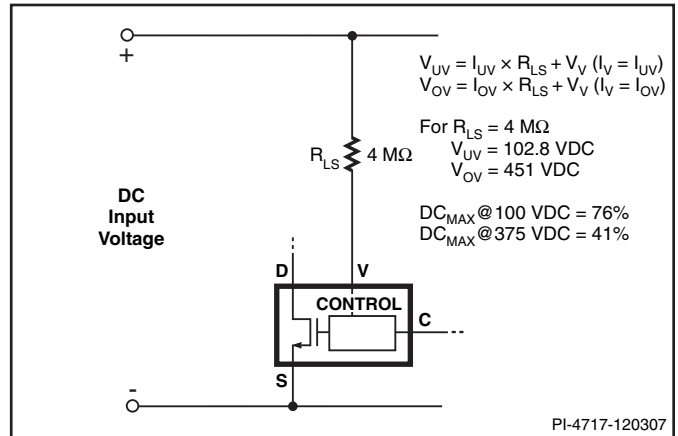 +
V_UV = I_UV × R_LS + V_V (I_V = I_UV)
V_OV = I_OV × R_LS + V_V (I_V = I_OV)
For R_LS = 4 MΩ
V_UV = 102.8 VDC
V_OV = 451 VDC
DC_MAX@100 VDC = 76%
DC_MAX@375 VDC = 41%
R_LS 4 MΩ
DC
Input
Voltage
D V
CONTROL
C
S
-
PI-4717-120307